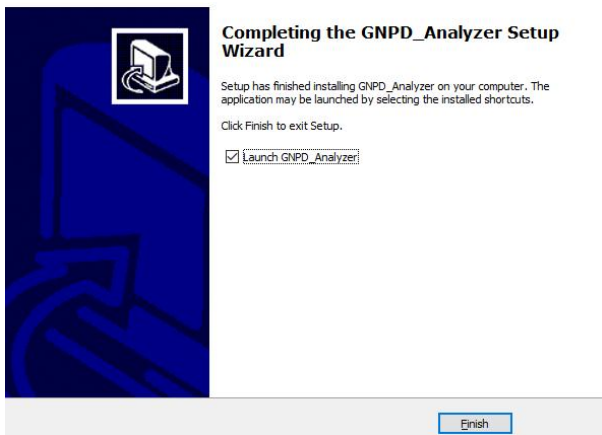 Completing the GNPD_Analyzer Setup
Wizard
Setup has finished installing GNPD_Analyzer on your computer. The
application may be launched by selecting the installed shortcuts.
Click Finish to exit Setup.
Launch GNPD_Analyzer
Finish